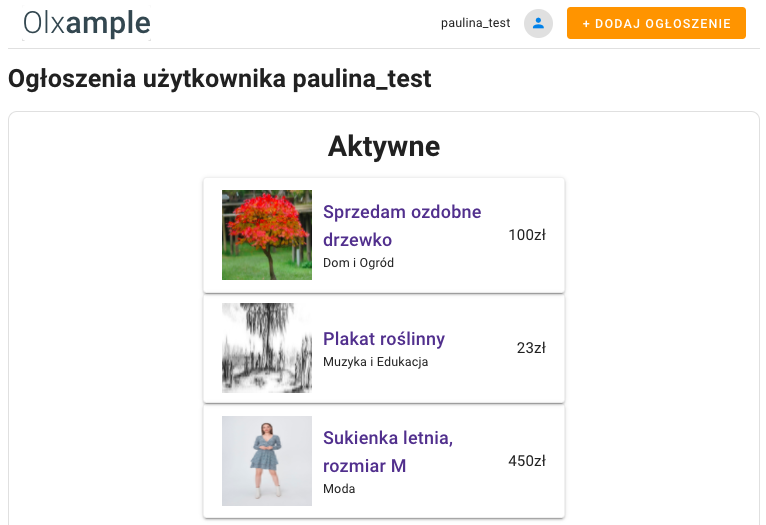 Olxample
paulina_test
+ DODAJ OGŁOSZENIE
Ogłoszenia użytkownika paulina_test
Aktywne
Sprzedam ozdobne
drzewko
Dom i Ogród
100zł
Plakat roślinny
Muzyka i Edukacja
23zł
Sukienka letnia,
rozmiar M
Moda
450zł